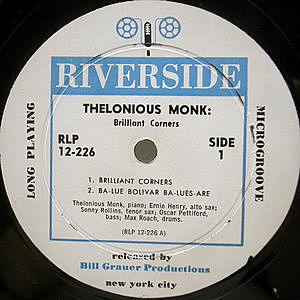 RIVERSIDE
THELONIOUS MONK:
Brilliant Corners
RLP
12-226
SIDE
1
LONG PLAYING
MICROGROOVE
1. BRILLIANT CORNERS
2. BA-LUE BOLIVAR BA-LUES-ARE
Thelonious Monk, piano; Ernie Henry, alto sax;
Sonny Rollins, tenor sax; Oscar Pettiford,
bass; Max Roach, drums.
(RLP 12-226 A)
released by
Bill Grauer Productions
new york city